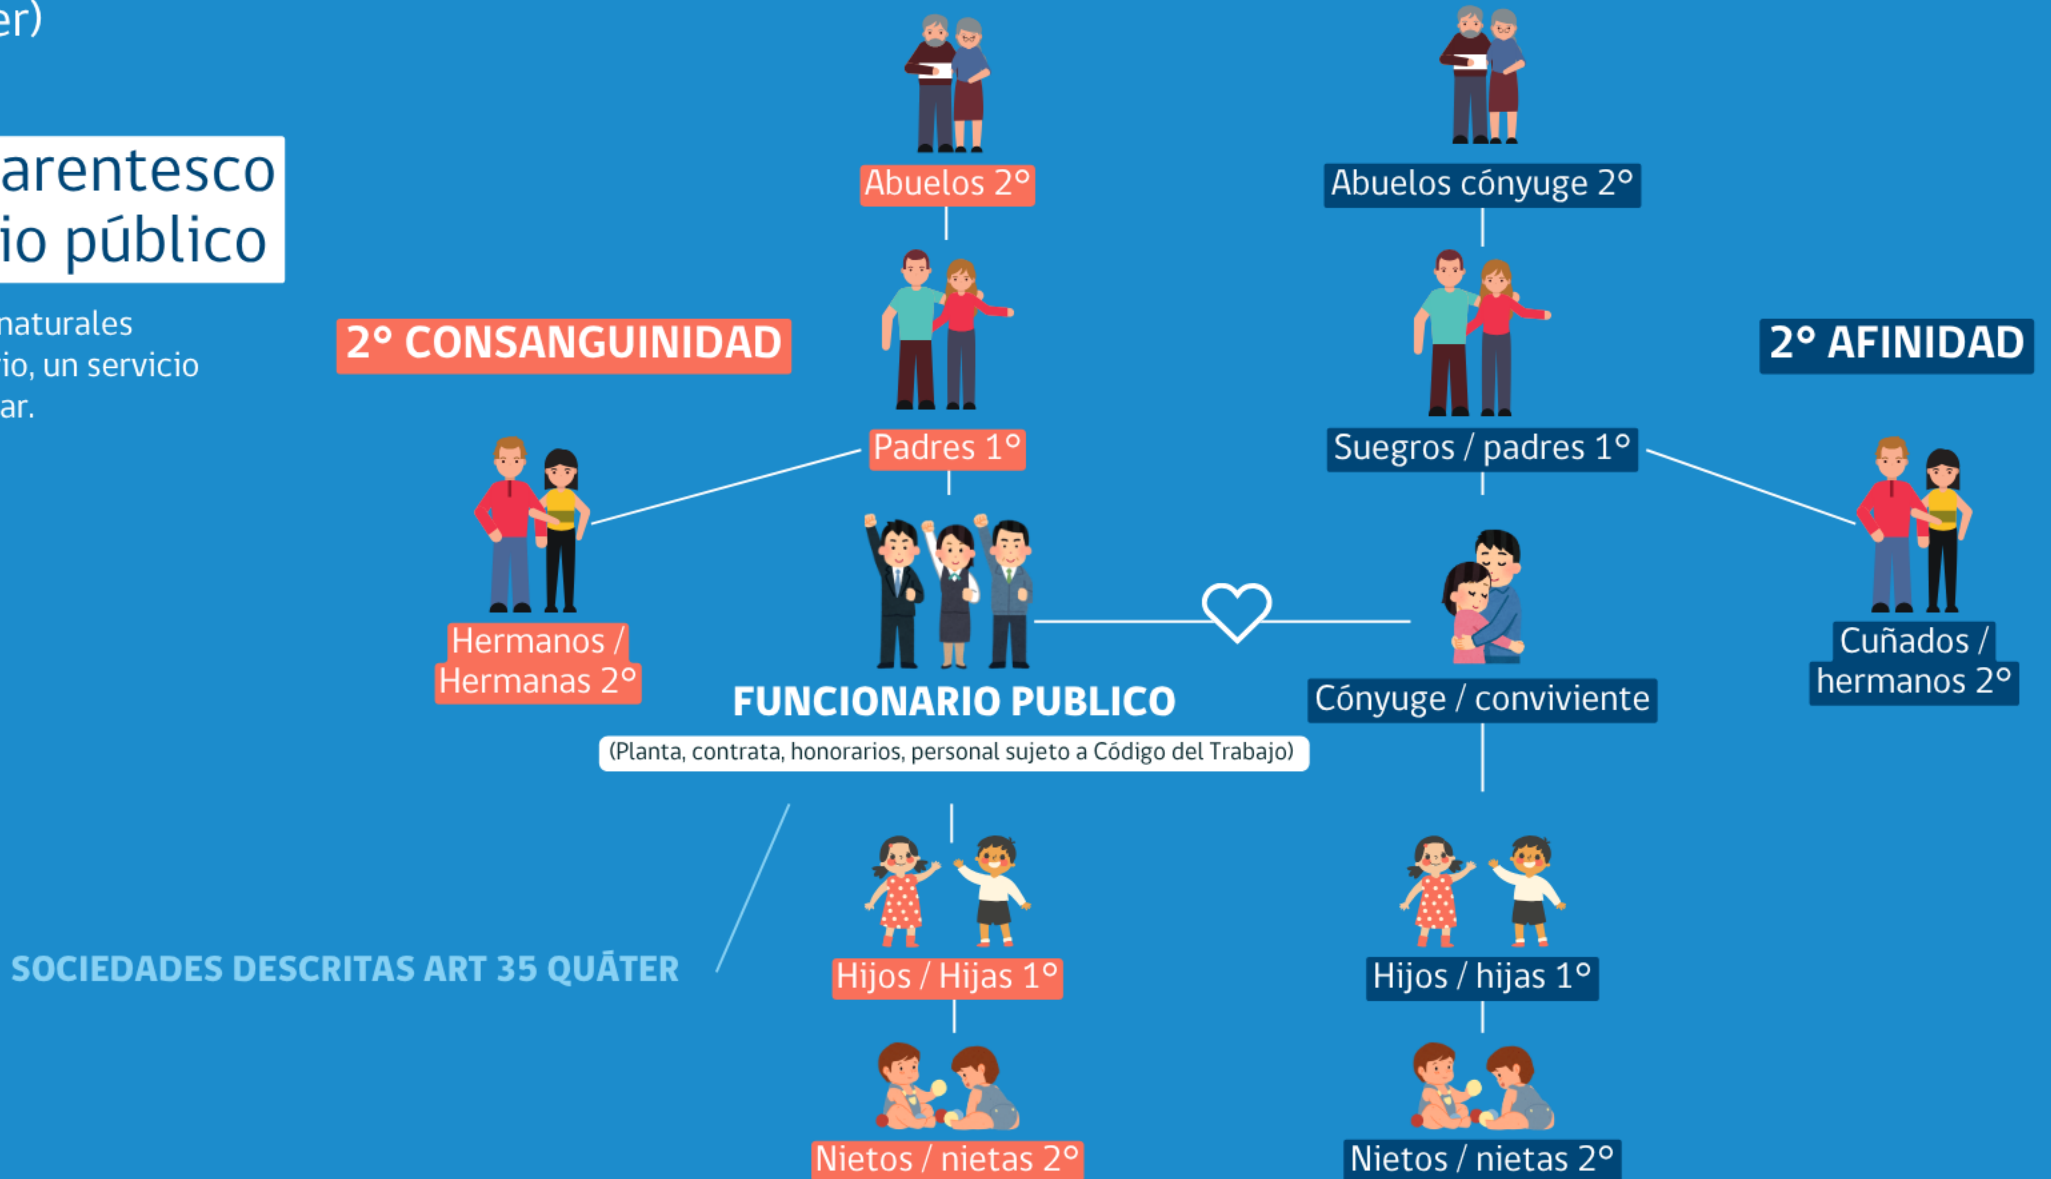 er)
arentesco
io público
naturales
io, un servicio
ar.
2° CONSANGUINIDAD
2° AFINIDAD
Abuelos 2°
Abuelos cónyuge 2°
Padres 1°
Suegros / padres 1°
Hermanos /
Hermanas 2°
FUNCIONARIO PUBLICO
(Planta, contrata, honorarios, personal sujeto a Código del Trabajo)
Cónyuge / conviviente
Cuñados /
hermanos 2°
SOCIEDADES DESCRITAS ART 35 QUÁTER
Hijos / Hijas 1°
Hijos / hijas 1°
Nietos / nietas 2°
Nietos / nietas 2°